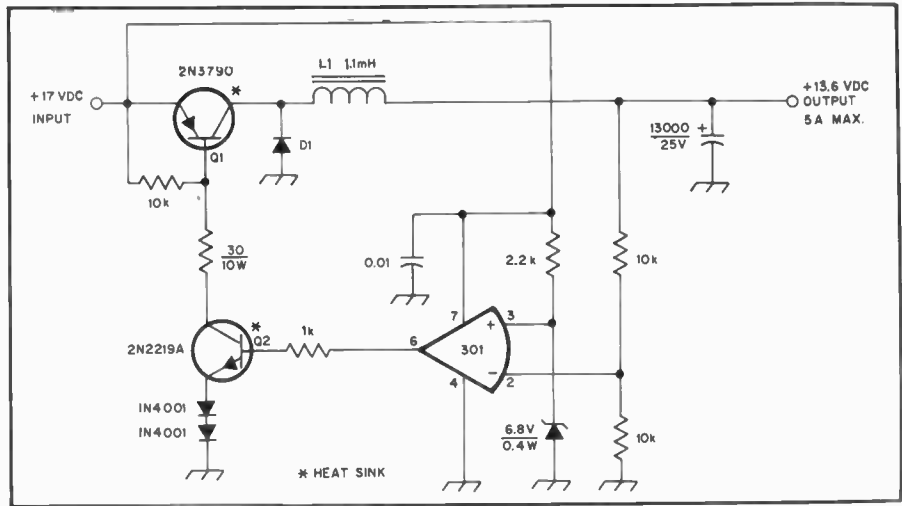 2N3790
*
L1 1.1mH
+17 VDC
INPUT
+13.6 VDC
OUTPUT
5A MAX.
13000
25V
+
D1
Q1
10k
30
10W
0.01
2.2k
10k
7
3
+
1k
6
301
*
Q2
2N2219A
4
−
2
IN4001
IN4001
6.8V
0.4W
10k
* HEAT SINK